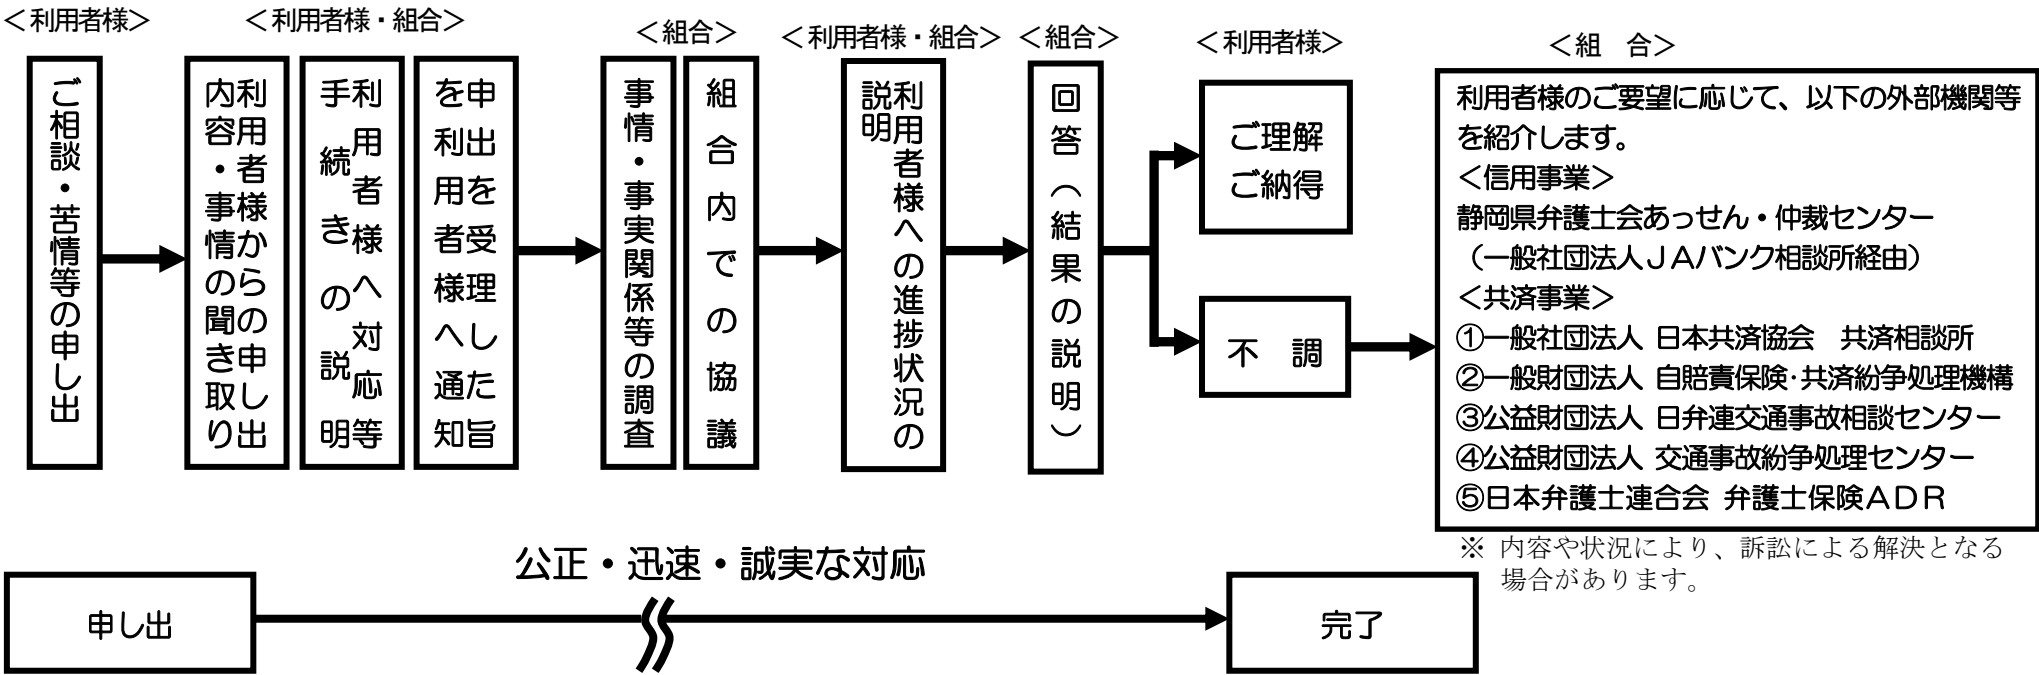 ＜利用者様＞
ご相談・苦情等の申し出
＜利用者様・組合＞
利用者様からの申し出
内容・事情の聞き取り
利用者様へ対応等
手続きの説明
申出を受理した旨
を利用者様へ通知
＜組合＞
事情・事実関係等の調査
組合内での協議
＜利用者様・組合＞
利用者様への進捗状況の
説明
＜組合＞
回答（結果の説明）
＜利用者様＞
ご理解
ご納得
不　調
＜組　合＞
利用者様のご要望に応じて、以下の外部機関等
を紹介します。
＜信用事業＞
静岡県弁護士会あっせん・仲裁センター
（一般社団法人ＪＡバンク相談所経由）
＜共済事業＞
①一般社団法人 日本共済協会　共済相談所
②一般財団法人 自賠責保険･共済紛争処理機構
③公益財団法人 日弁連交通事故相談センター
④公益財団法人 交通事故紛争処理センター
⑤日本弁護士連合会 弁護士保険ＡＤＲ
※ 内容や状況により、訴訟による解決となる
場合があります。
公正・迅速・誠実な対応
申し出
完了